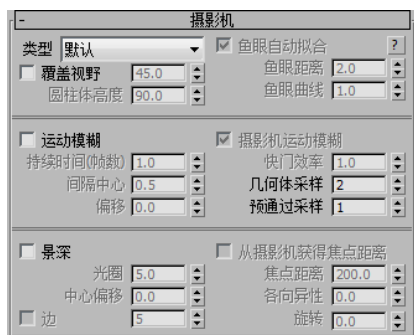 - 摄影机
类型 默认 鱼眼自动拟合 ?
覆盖视野 45.0 鱼眼距离 2.0
圆柱体高度 90.0 鱼眼曲线 1.0
运动模糊 摄影机运动模糊
持续时间(帧数) 1.0 快门效率 1.0
间隔中心 0.5 几何体采样 2
偏移 0.0 预通过采样 1
景深 从摄影机获得焦点距离
光圈 5.0 焦点距离 200.0
中心偏移 0.0 各向异性 0.0
边 5 旋转 0.0